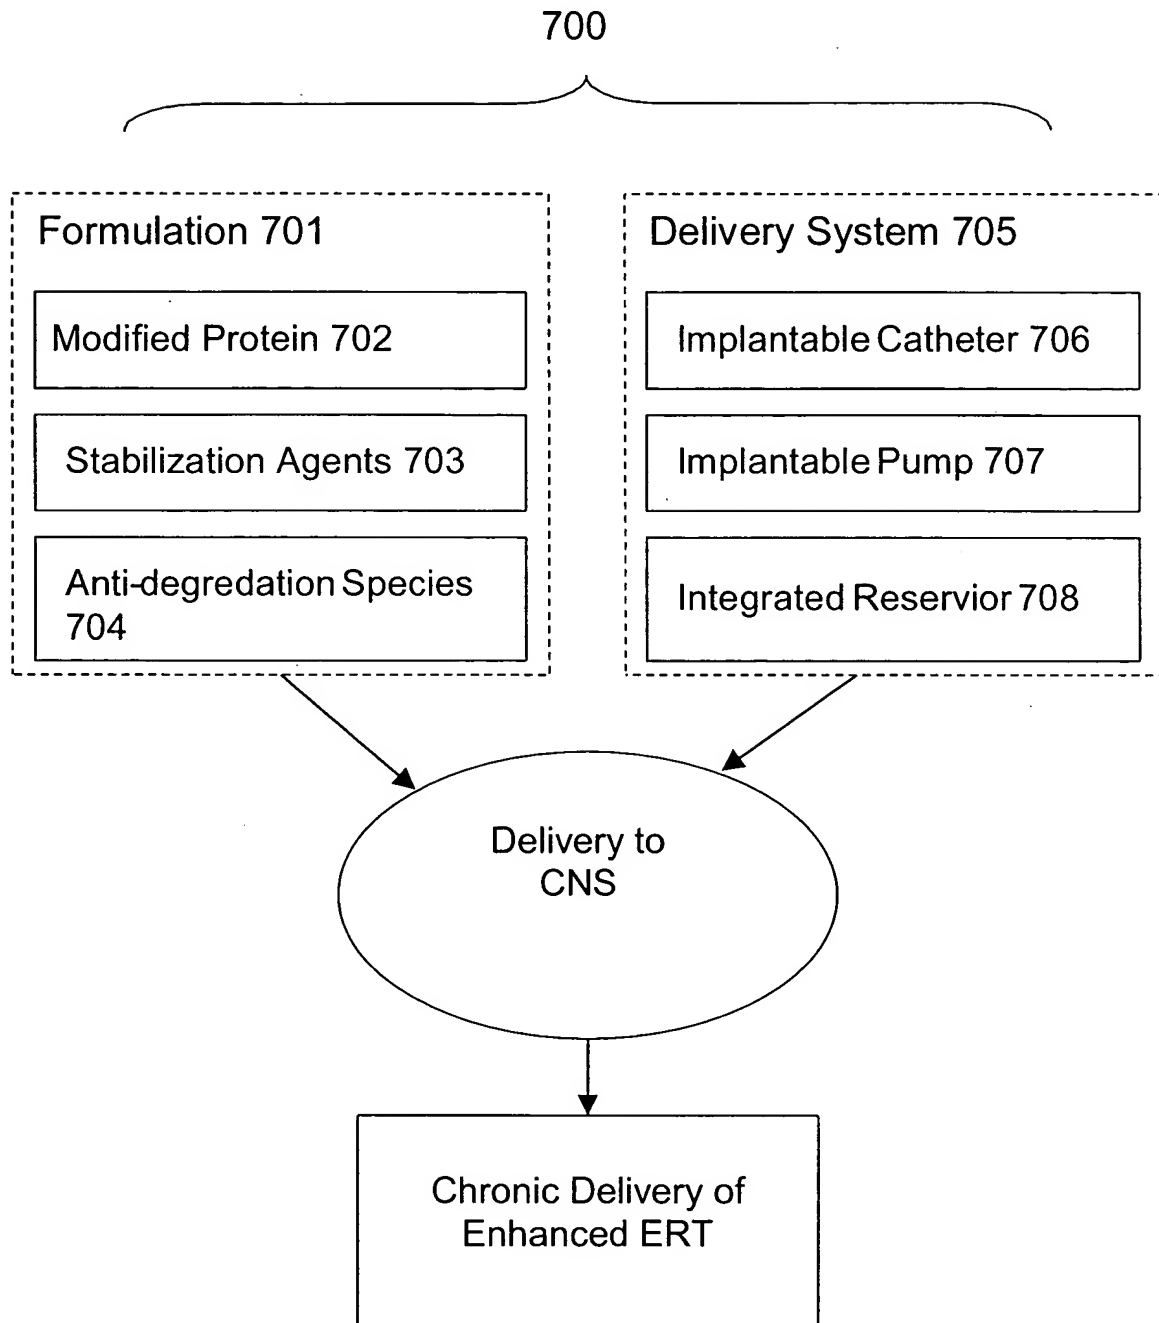 700
Formulation 701
Modified Protein 702
Stabilization Agents 703
Anti-degredation Species
704
Delivery System 705
Implantable Catheter 706
Implantable Pump 707
Integrated Reservior 708
Delivery to
CNS
Chronic Delivery of
Enhanced ERT